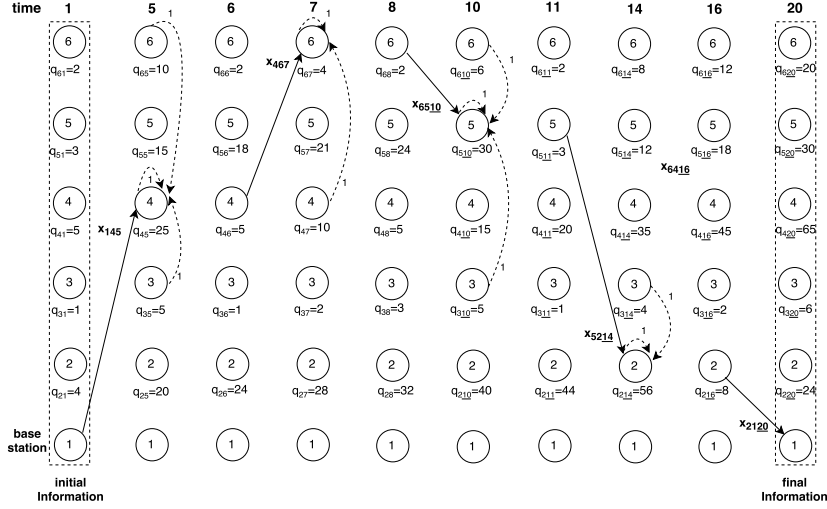 time 1 5 6 7 8 10 11 14 16 20
1
6 6 6 6 6 6 6 6 6 6
1
q61=2 q65=10 q66=2 q67=4 q68=2 q610=6 q611=2 q614=8 q616=12 q620=20
x467
x6510
1
5 5 5 5 5 5 5 5 5 5
q51=3 q55=15 q56=18 q57=21 q58=24 q510=30 q511=3 q514=12 q516=18 q520=30
x6416
1 1
4 4 4 4 4 4 4 4 4 4
x145
q41=5 q45=25 q46=5 q47=10 q48=5 q410=15 q411=20 q414=35 q416=45 q420=65
1 1
3 3 3 3 3 3 3 3 3 3
1
q31=1 q35=5 q36=1 q37=2 q38=3 q310=5 q311=1 q314=4 q316=2 q320=6
x5214
1
2 2 2 2 2 2 2 2 2 2
q21=4 q25=20 q26=24 q27=28 q28=32 q210=40 q211=44 q214=56 q216=8 q220=24
x2120
base
station
1 1 1 1 1 1 1 1 1 1
initial
Information
final
Information